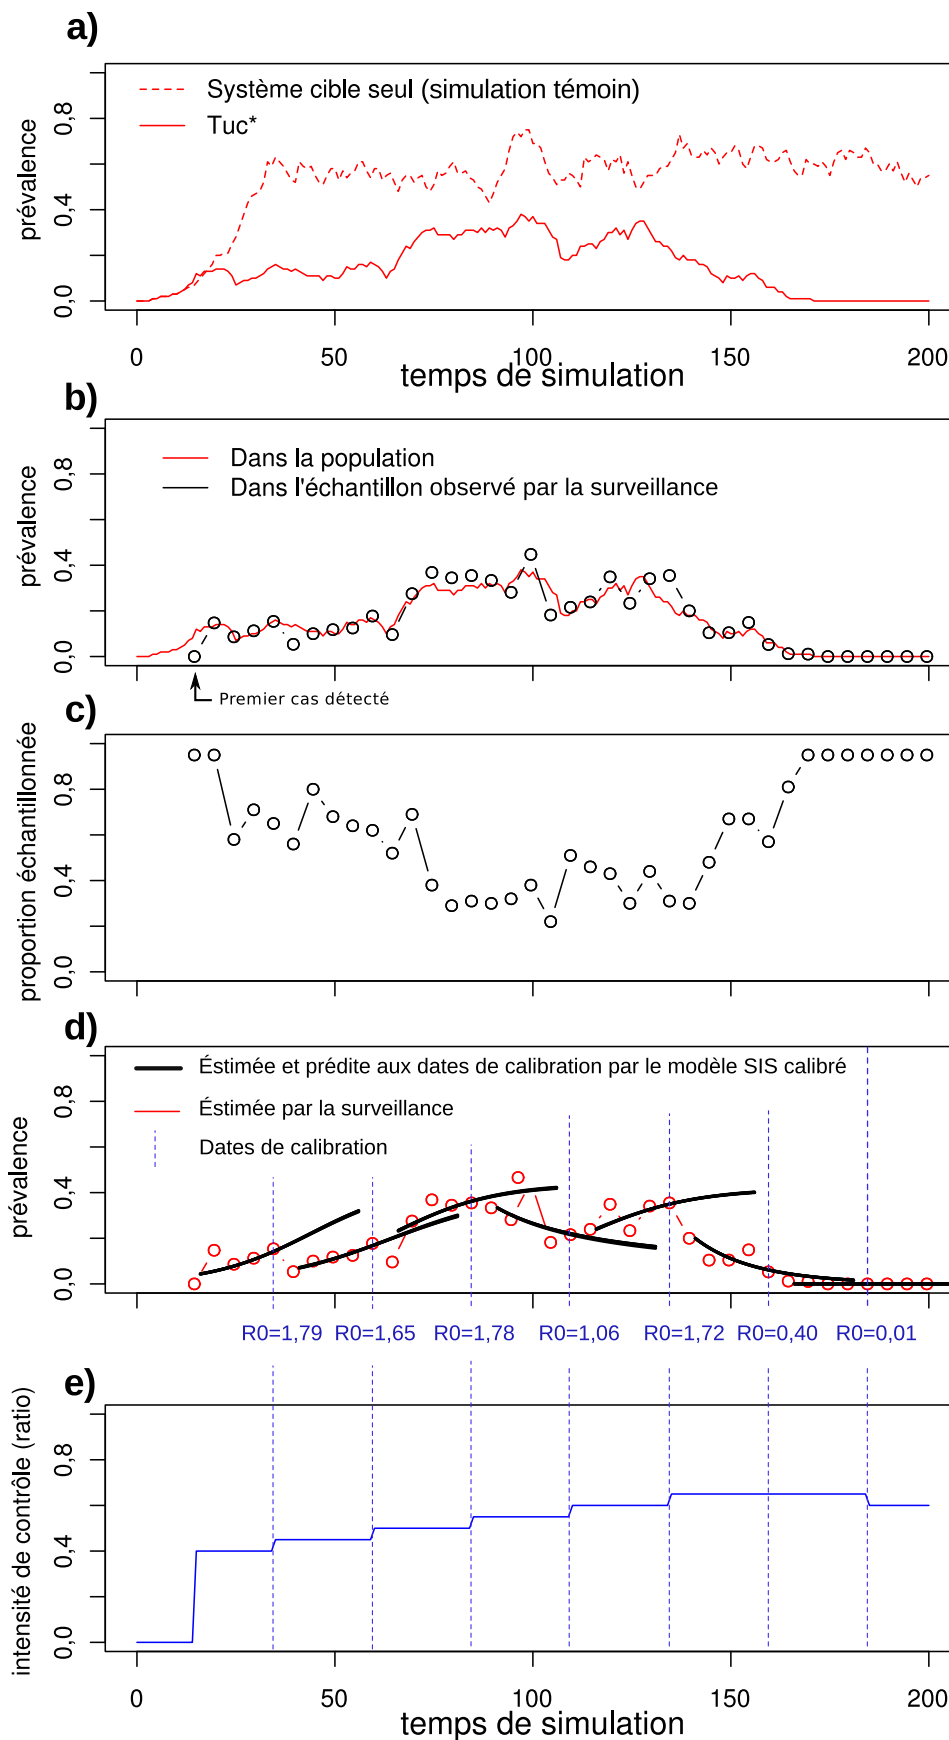 a)
Système cible seul (simulation témoin)
Tuc*
prévalence
0,0
0,4
0,8
0
50
100
150
200
temps de simulation
b)
Dans la population
Dans l'échantillon observé par la surveillance
prévalence
0,0
0,4
0,8
Premier cas détecté
c)
proportion échantillonnée
0,0
0,4
0,8
d)
Éstimée et prédite aux dates de calibration par le modèle SIS calibré
Éstimée par la surveillance
Dates de calibration
prévalence
0,0
0,4
0,8
R0=1,79
R0=1,65
R0=1,78
R0=1,06
R0=1,72
R0=0,40
R0=0,01
e)
intensité de contrôle (ratio)
0,0
0,4
0,8
0
50
100
150
200
temps de simulation